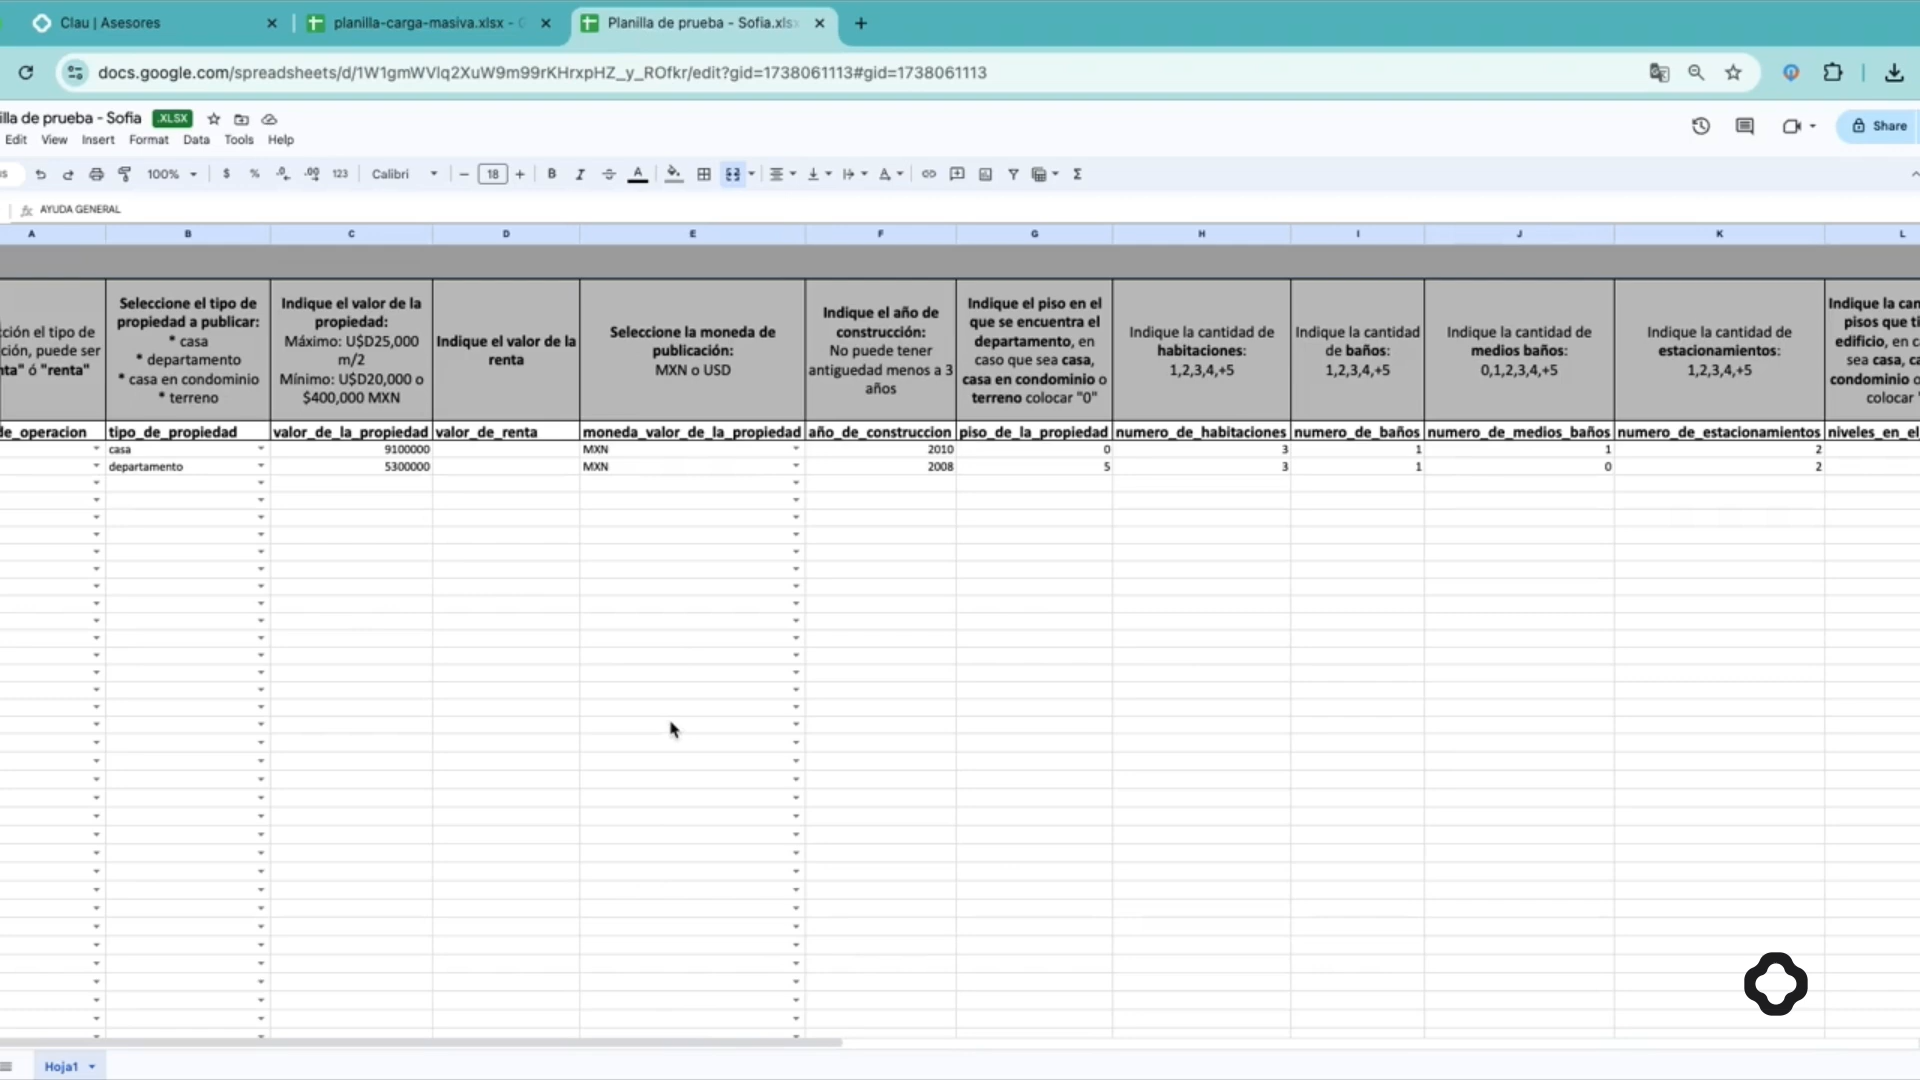 Clau | Asesores
planilla-carga-masiva.xlsx -
Planilla de prueba - Sofia.xls
docs.google.com/spreadsheets/d/1W1gmWVlq2XuW9m99rKHrxpHZ_y_ROfkr/edit?gid=1738061113#gid=1738061113
lla de prueba - Sofia .XLSX
Edit View Insert Format Data Tools Help
Share
100% $ % .0 .00 123 Calibri 18 B I A
fx AYUDA GENERAL
A B C D E F G H I J K L
ción el tipo de
ción, puede ser
nta" ó "renta"
Seleccione el tipo de
propiedad a publicar:
* casa
* departamento
* casa en condominio
* terreno
Indique el valor de la
propiedad:
Máximo: U$D25,000
m/2
Mínimo: U$D20,000 o
$400,000 MXN
Indique el valor de la
renta
Seleccione la moneda de
publicación:
MXN o USD
Indique el año de
construcción:
No puede tener
antiguedad menos a 3
años
Indique el piso en el
que se encuentra el
departamento, en
caso que sea casa,
casa en condominio o
terreno colocar "0"
Indique la cantidad de
habitaciones:
1,2,3,4,+5
Indique la cantidad
de baños:
1,2,3,4,+5
Indique la cantidad de
medios baños:
0,1,2,3,4,+5
Indique la cantidad de
estacionamientos:
1,2,3,4,+5
Indique la can
pisos que ti
edificio, en c
sea casa, ca
condominio o
colocar "
de_operacion tipo_de_propiedad valor_de_la_propiedad valor_de_renta moneda_valor_de_la_propiedad año_de_construccion piso_de_la_propiedad numero_de_habitaciones numero_de_baños numero_de_medios_baños numero_de_estacionamientos niveles_en_el
casa 9100000 MXN 2010 0 3 1 1 2
departamento 5300000 MXN 2008 5 3 1 0 2
Hoja1